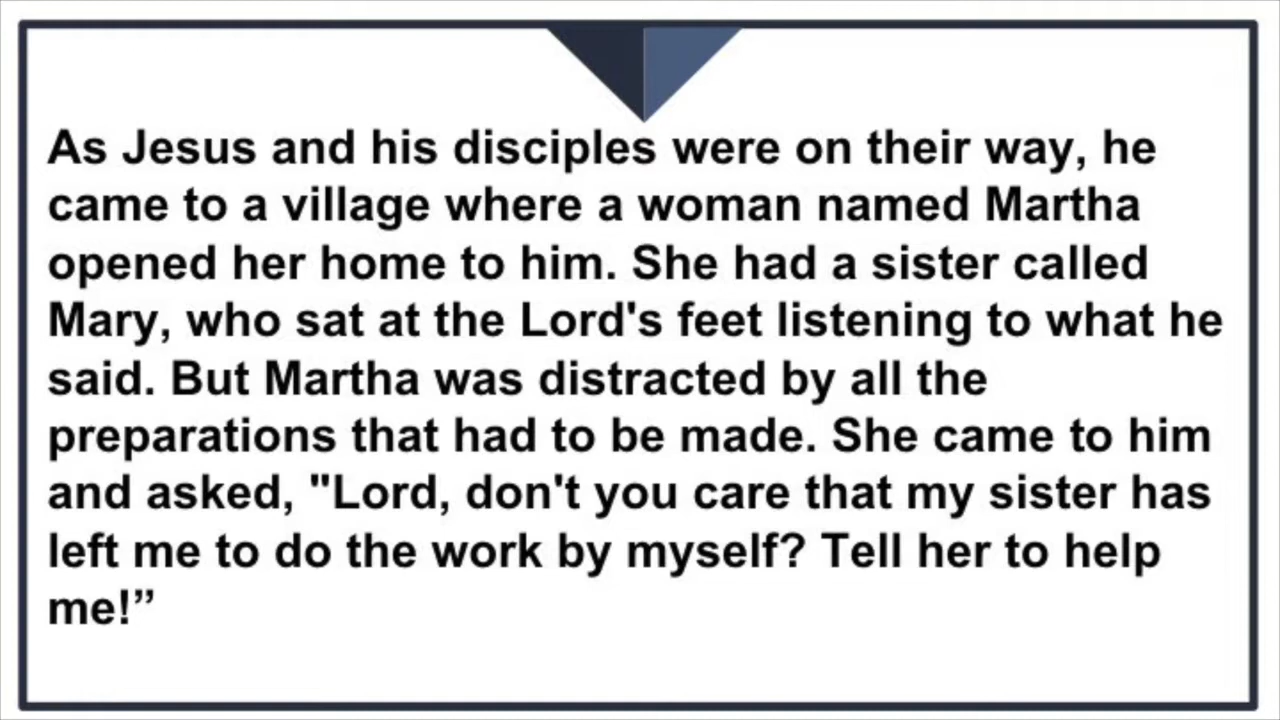 As Jesus and his disciples were on their way, he
came to a village where a woman named Martha
opened her home to him. She had a sister called
Mary, who sat at the Lord's feet listening to what he
said. But Martha was distracted by all the
preparations that had to be made. She came to him
and asked, "Lord, don't you care that my sister has
left me to do the work by myself? Tell her to help
me!”